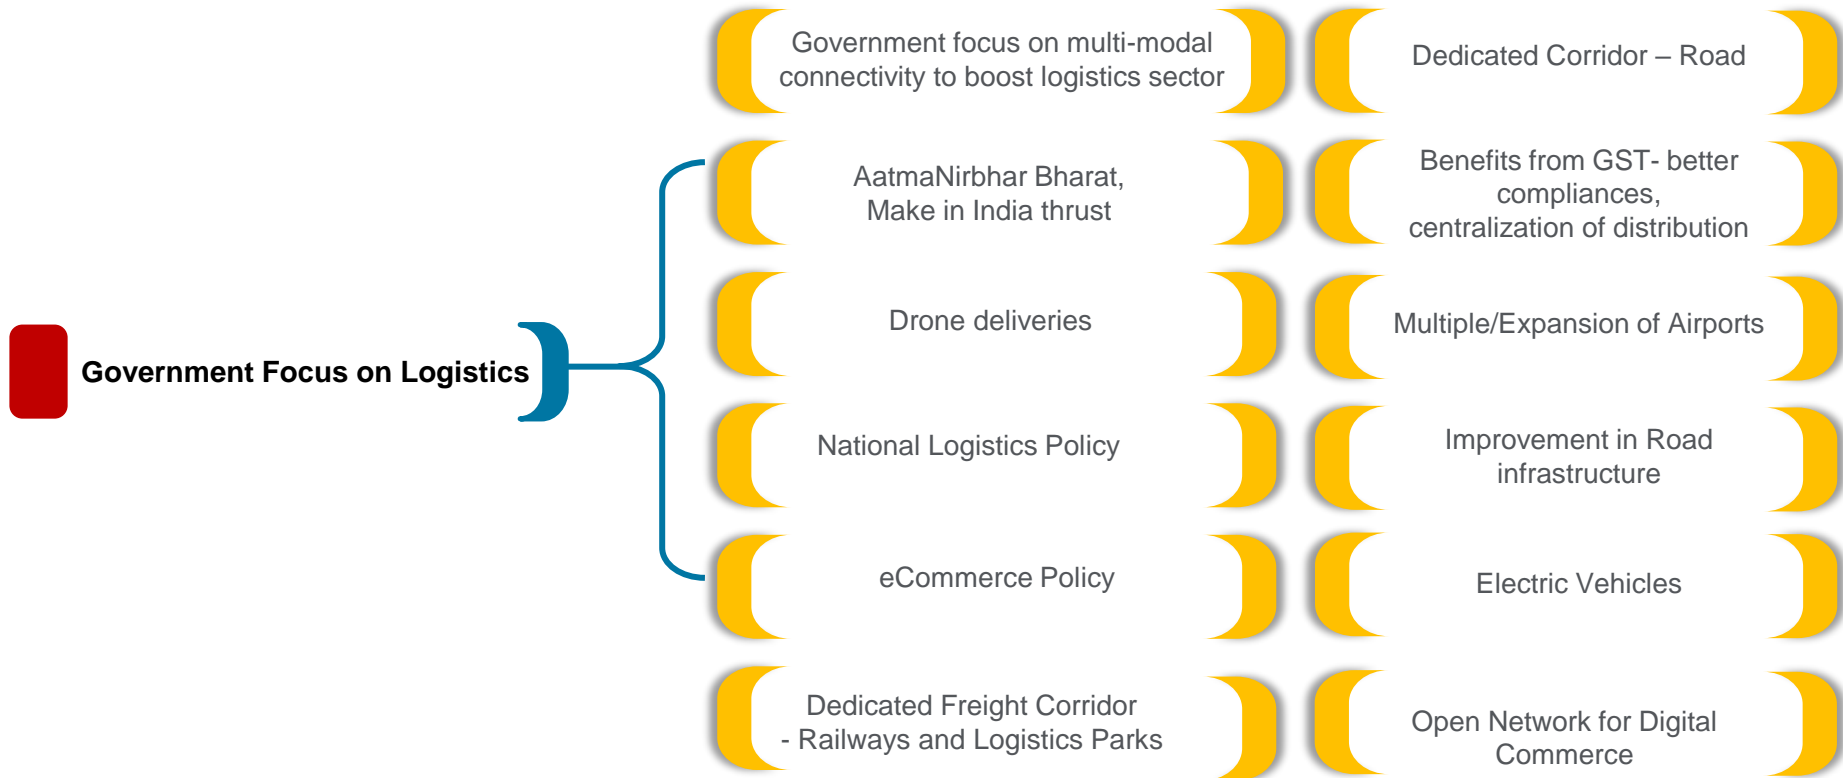 Government Focus on Logistics
Government focus on multi-modal
connectivity to boost logistics sector
AatmaNirbhar Bharat,
Make in India thrust
Drone deliveries
National Logistics Policy
eCommerce Policy
Dedicated Freight Corridor
- Railways and Logistics Parks
Dedicated Corridor – Road
Benefits from GST- better
compliances,
centralization of distribution
Multiple/Expansion of Airports
Improvement in Road
infrastructure
Electric Vehicles
Open Network for Digital
Commerce